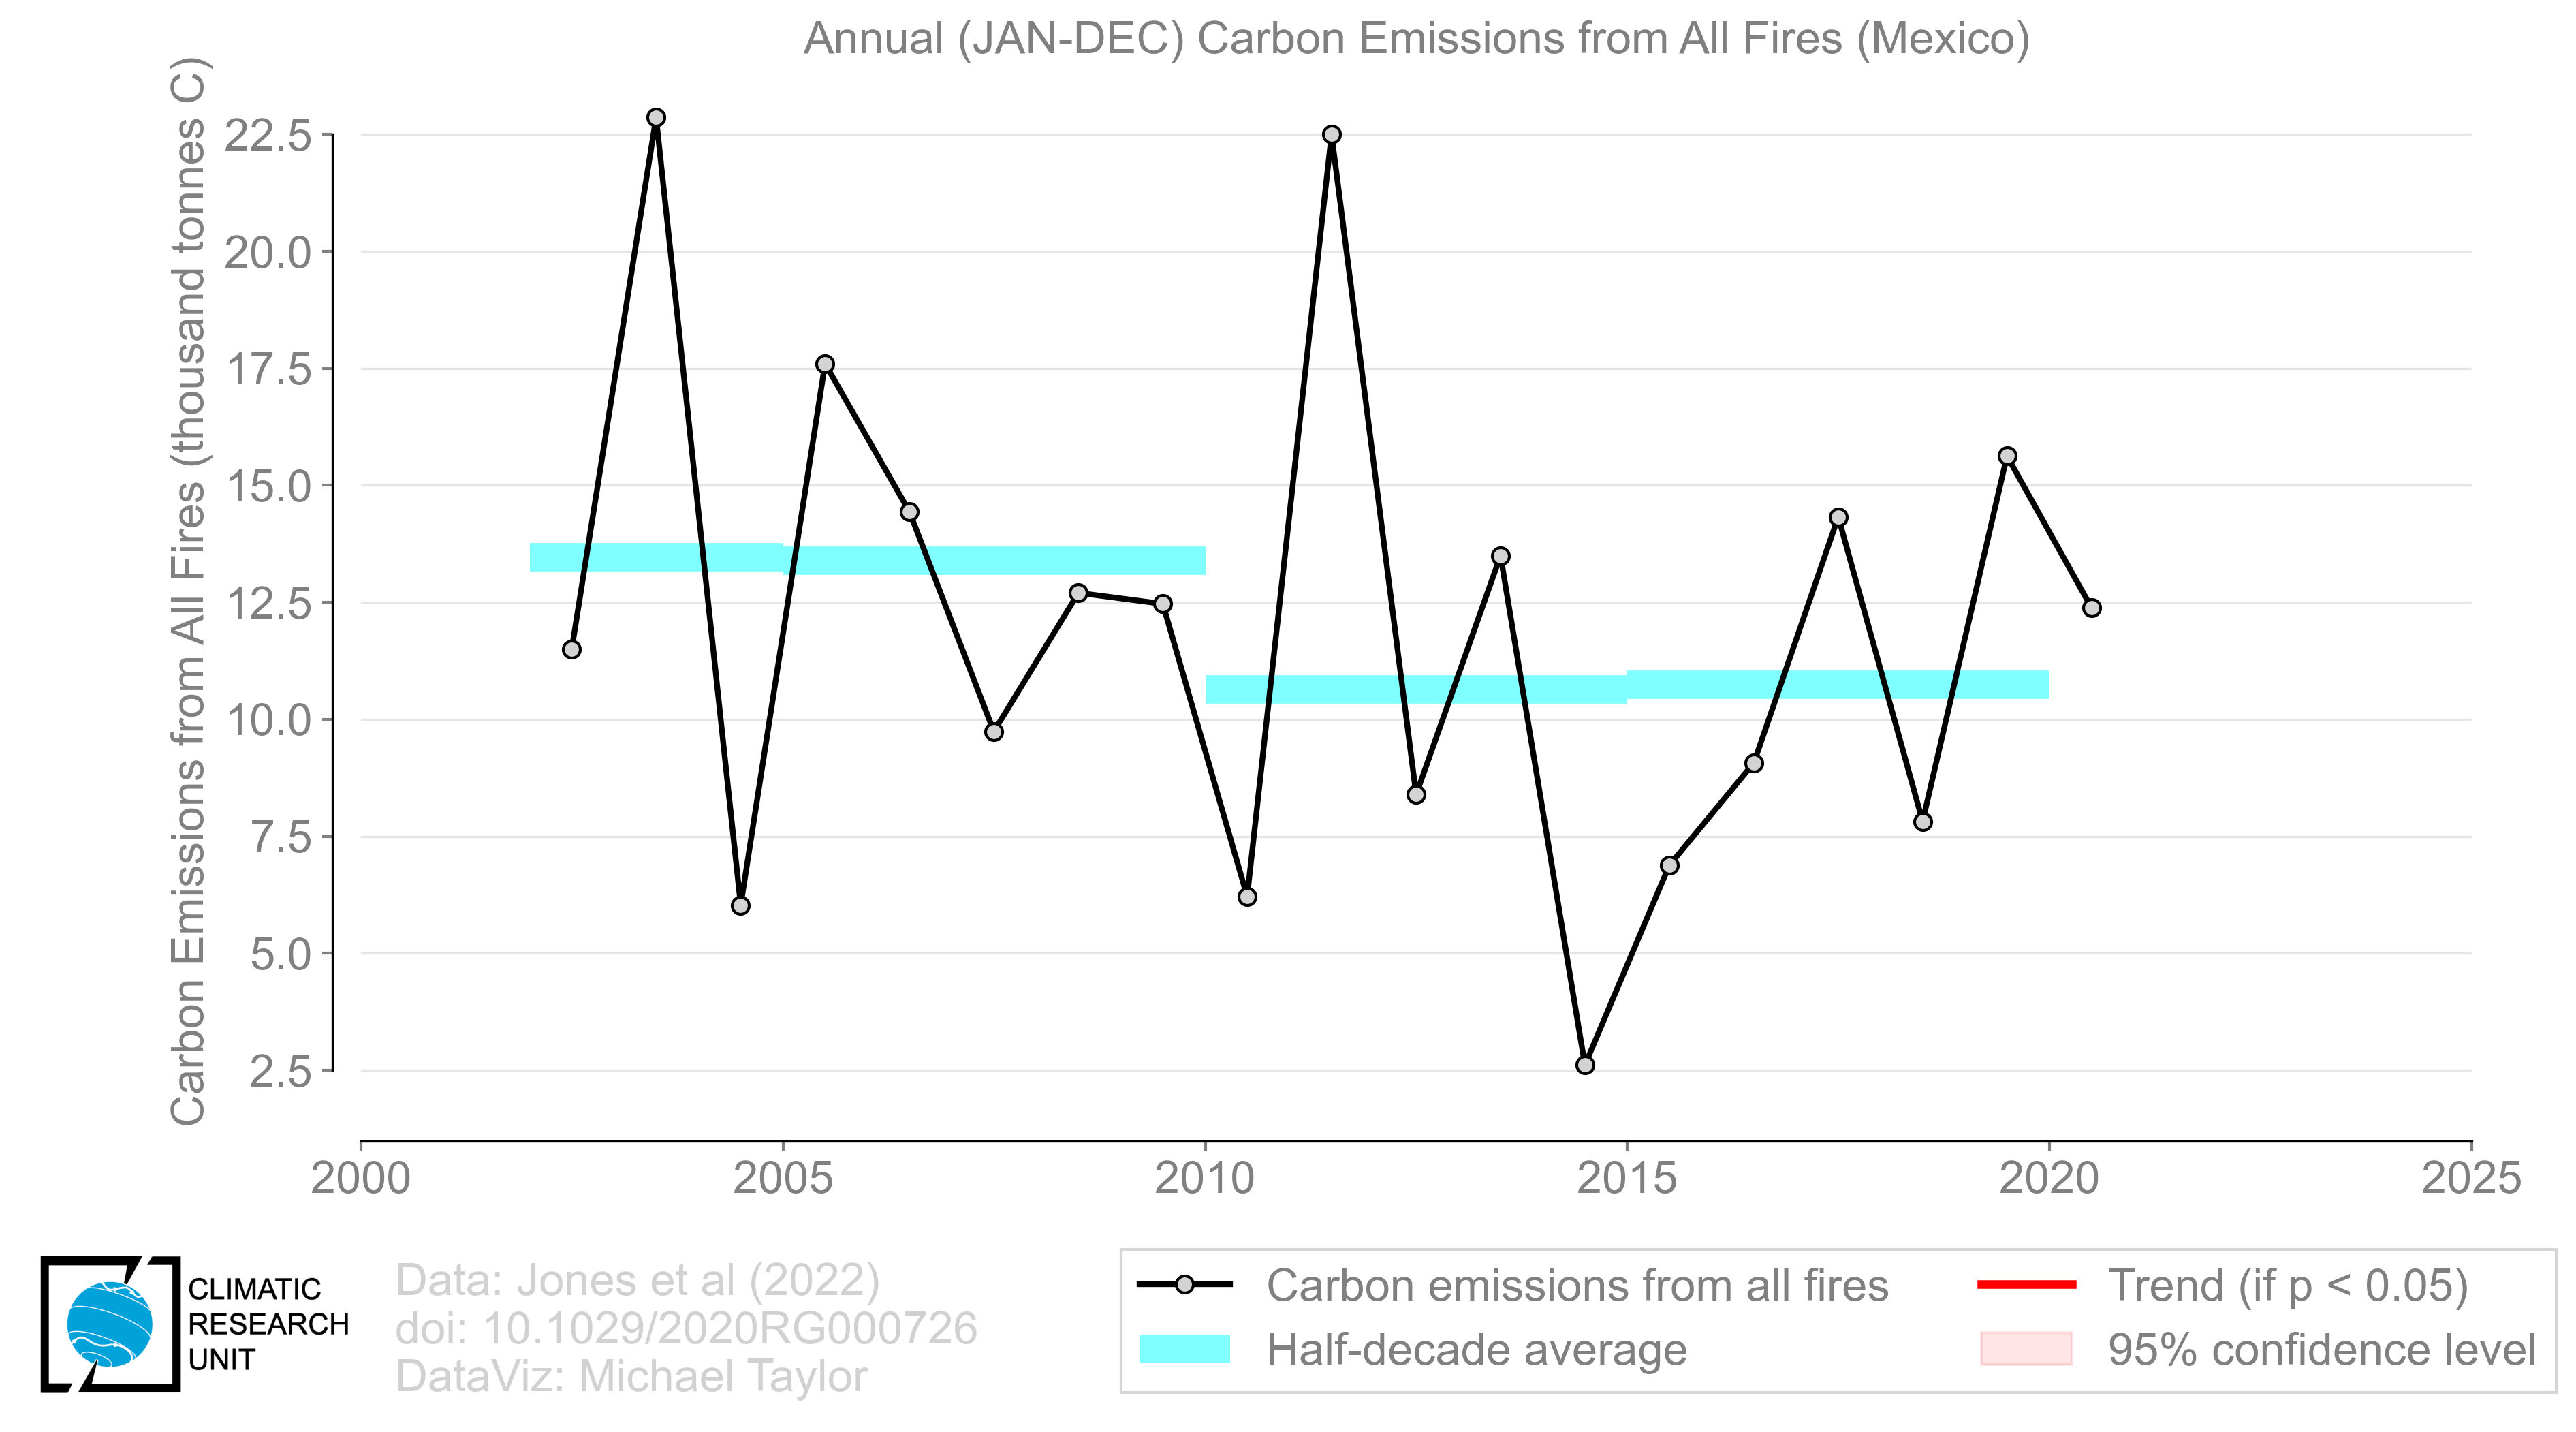 Annual (JAN-DEC) Carbon Emissions from All Fires (Mexico)
Carbon Emissions from All Fires (thousand tonnes C)
22.5
20.0
17.5
15.0
12.5
10.0
7.5
5.0
2.5
2000
2005
2010
2015
2020
2025
CLIMATIC
RESEARCH
UNIT
Data: Jones et al (2022)
doi: 10.1029/2020RG000726
DataViz: Michael Taylor
Carbon emissions from all fires
Half-decade average
Trend (if p < 0.05)
95% confidence level